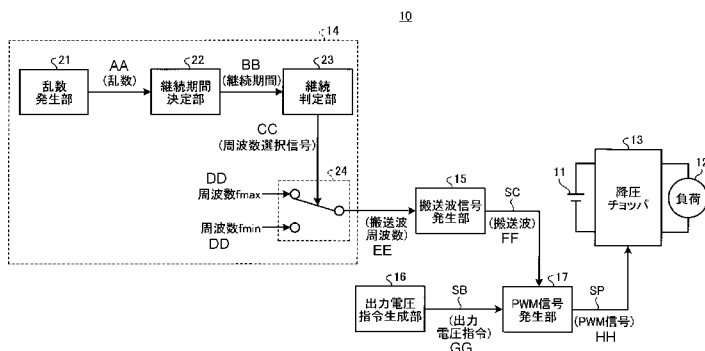 10
14
21
乱数
発生部
AA
(乱数)
22
継続期間
決定部
BB
(継続期間)
23
継続
判定部
CC
(周波数選択信号)
24
DD
周波数fmax
周波数fmin
DD
(搬送波
周波数)
EE
15
搬送波信号
発生部
SC
(搬送波)
FF
16
出力電圧
指令生成部
SB
(出力
電圧指令)
GG
17
PWM信号
発生部
SP
(PWM信号)
HH
11
13
降圧
チョッパ
12
負荷